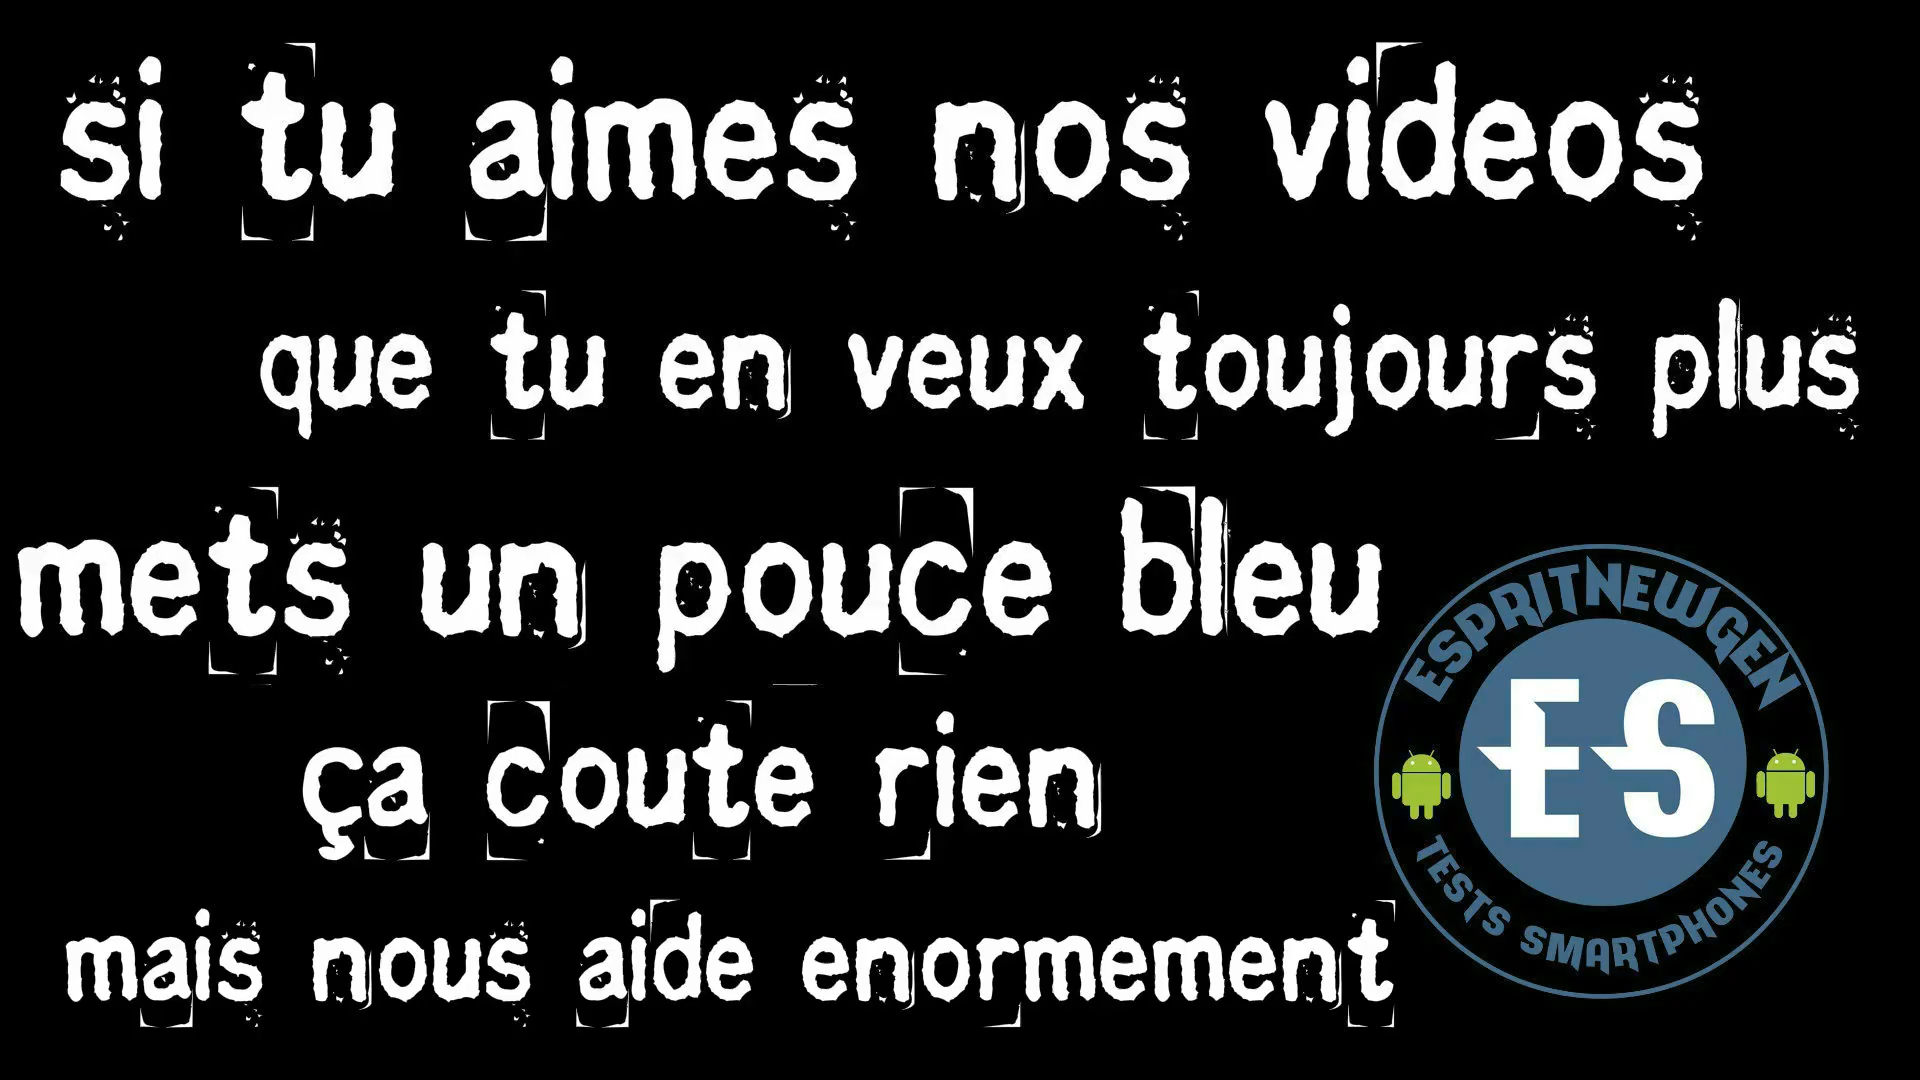 si tu aimes nos videos
que tu en veux toujours plus
mets un pouce bleu
ça coute rien
mais nous aide enormement
ESPRITNEWGEN
ES
TESTS SMARTPHONES